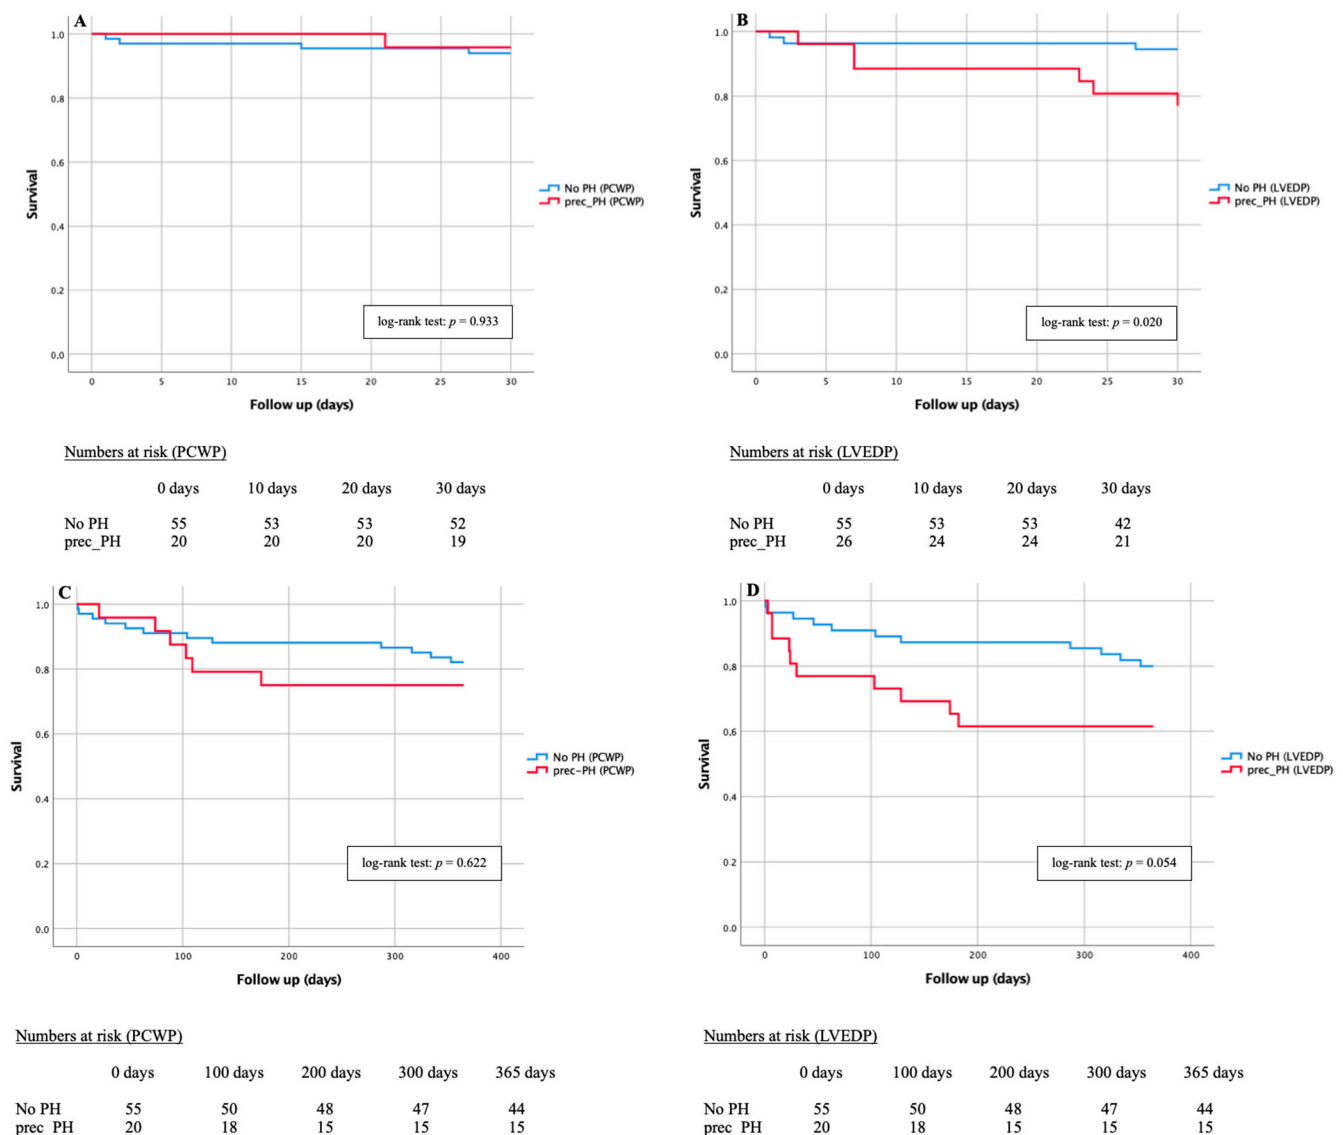 A
1.0
0.8
0.6
0.4
0.2
0.0
Survival
0 5 10 15 20 25 30
Follow up (days)
No PH (PCWP)
prec_PH (PCWP)
log-rank test: p = 0.933
B
1.0
0.8
0.6
0.4
0.2
0.0
Survival
0 5 10 15 20 25 30
Follow up (days)
No PH (LVEDP)
prec_PH (LVEDP)
log-rank test: p = 0.020
Numbers at risk (PCWP)
0 days 10 days 20 days 30 days
No PH 55 53 53 52
prec_PH 20 20 20 19
Numbers at risk (LVEDP)
0 days 10 days 20 days 30 days
No PH 55 53 53 42
prec_PH 26 24 24 21
C
1.0
0.8
0.6
0.4
0.2
0.0
Survival
0 100 200 300 400
Follow up (days)
No PH (PCWP)
prec-PH (PCWP)
log-rank test: p = 0.622
D
1.0
0.8
0.6
0.4
0.2
0.0
Survival
0 100 200 300 400
Follow up (days)
No PH (LVEDP)
prec_PH (LVEDP)
log-rank test: p = 0.054
Numbers at risk (PCWP)
0 days 100 days 200 days 300 days 365 days
No PH 55 50 48 47 44
prec_PH 20 18 15 15 15
Numbers at risk (LVEDP)
0 days 100 days 200 days 300 days 365 days
No PH 55 50 48 47 44
prec_PH 20 18 15 15 15